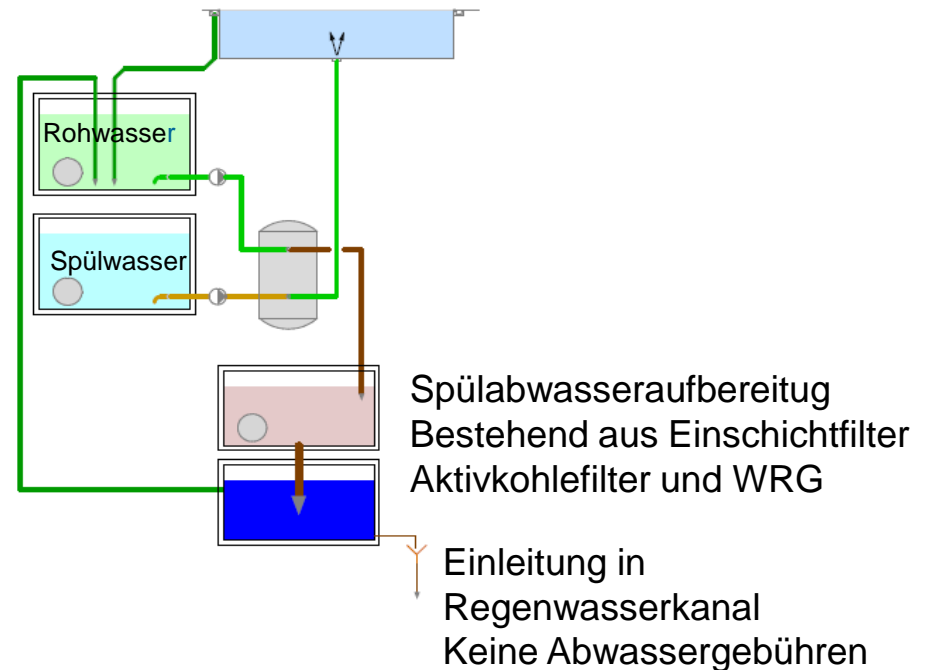 Rohwasser
Spülwasser
Spülabwasseraufbereitug
Bestehend aus Einschichtfilter
Aktivkohlefilter und WRG
Einleitung in
Regenwasserkanal
Keine Abwassergebühren